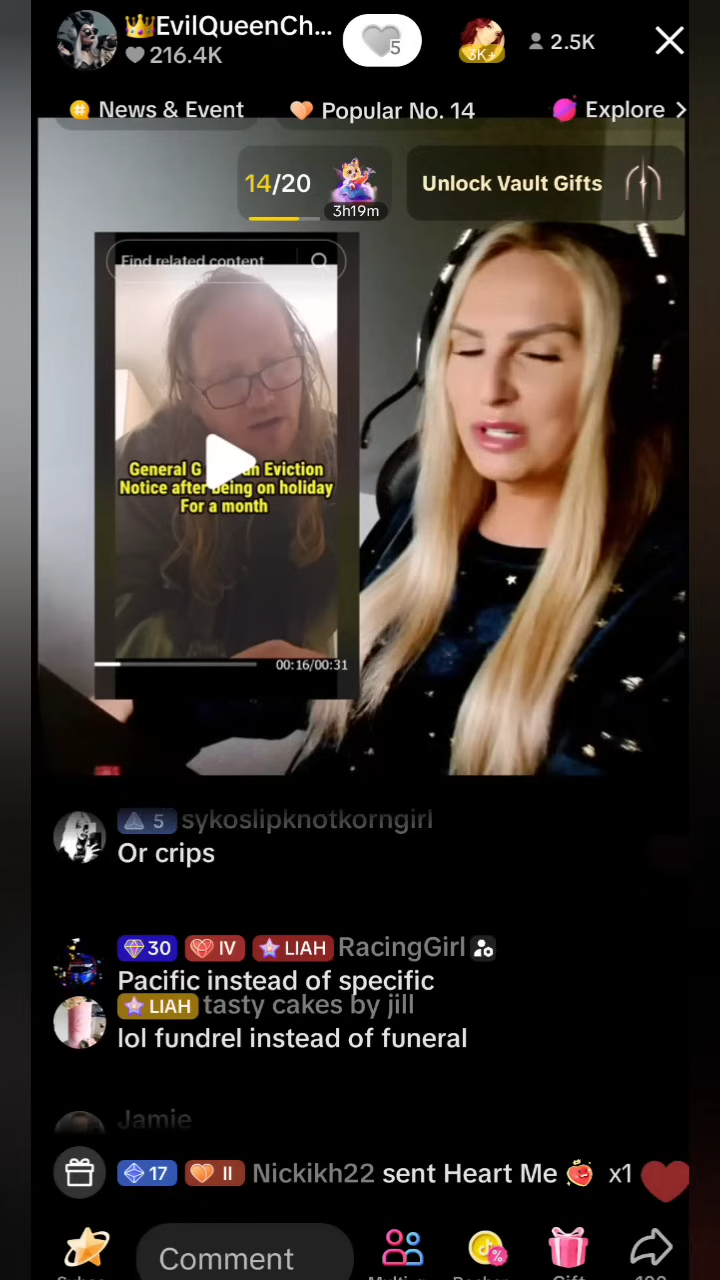 👑EvilQueenCh...
216.4K
5
3K+
2.5K
News & Event
Popular No. 14
Explore >
14/20
3h19m
Unlock Vault Gifts
Find related content
General G an Eviction
Notice after being on holiday
For a month
00:16/00:31
5 sykoslipknotkorngirl
Or crips
30 IV LIAH RacingGirl
Pacific instead of specific
LIAH tasty cakes by jill
lol fundrel instead of funeral
Jamie
17 II Nickikh22 sent Heart Me x1
Comment